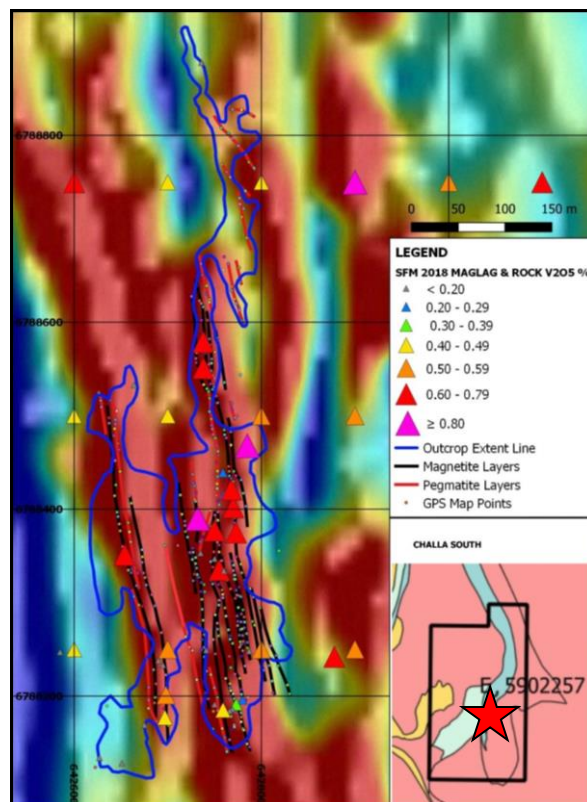 6788800
0 50 100 150 m
LEGEND
SFM 2018 MAGLAG & ROCK V2O5 %
< 0.20
0.20 - 0.29
0.30 - 0.39
0.40 - 0.49
0.50 - 0.59
0.60 - 0.79
≥ 0.80
Outcrop Extent Line
Magnetite Layers
Pegmatite Layers
GPS Map Points
6788600
6788400
CHALLA SOUTH
E 5902257
642600